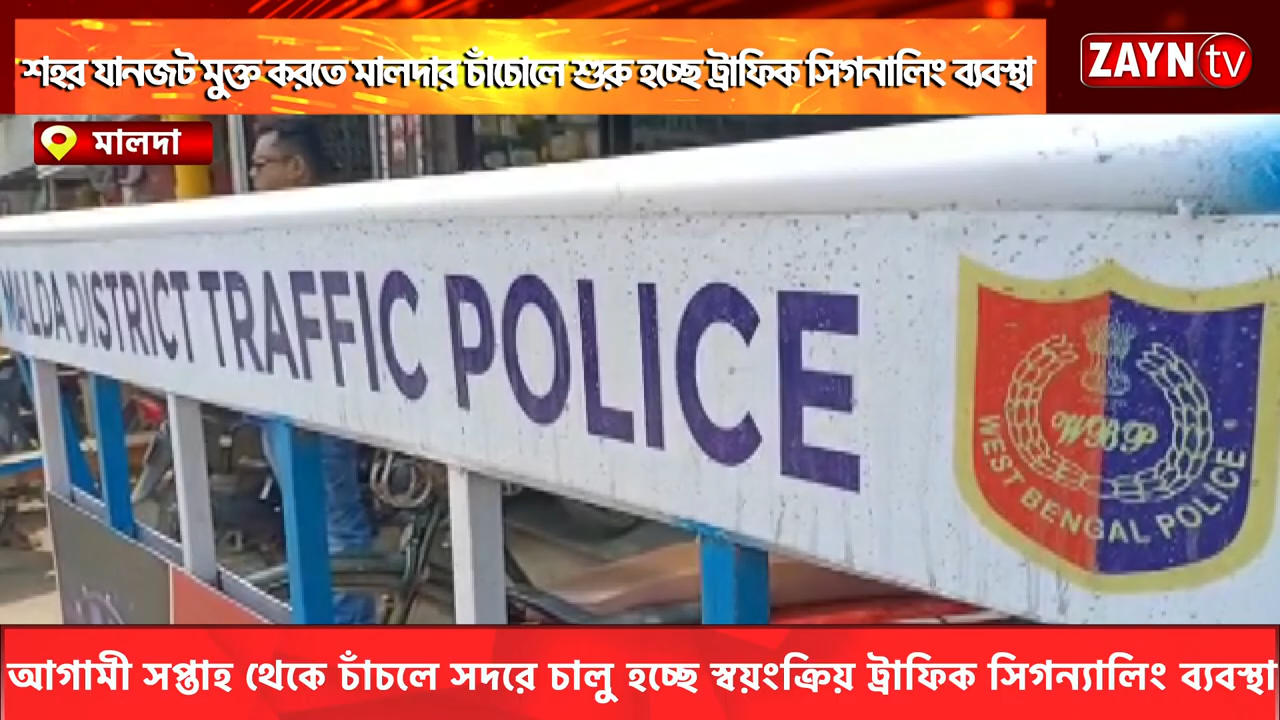 শহর যানজট মুক্ত করতে মালদার চাঁচোলে শুরু হচ্ছে ট্রাফিক সিগনালিং ব্যবস্থা
ZAYN tv
মালদা
MALDA DISTRICT TRAFFIC POLICE
WBP
WEST BENGAL POLICE
আগামী সপ্তাহ থেকে চাঁচলে সদরে চালু হচ্ছে স্বয়ংক্রিয় ট্রাফিক সিগন্যালিং ব্যবস্থা